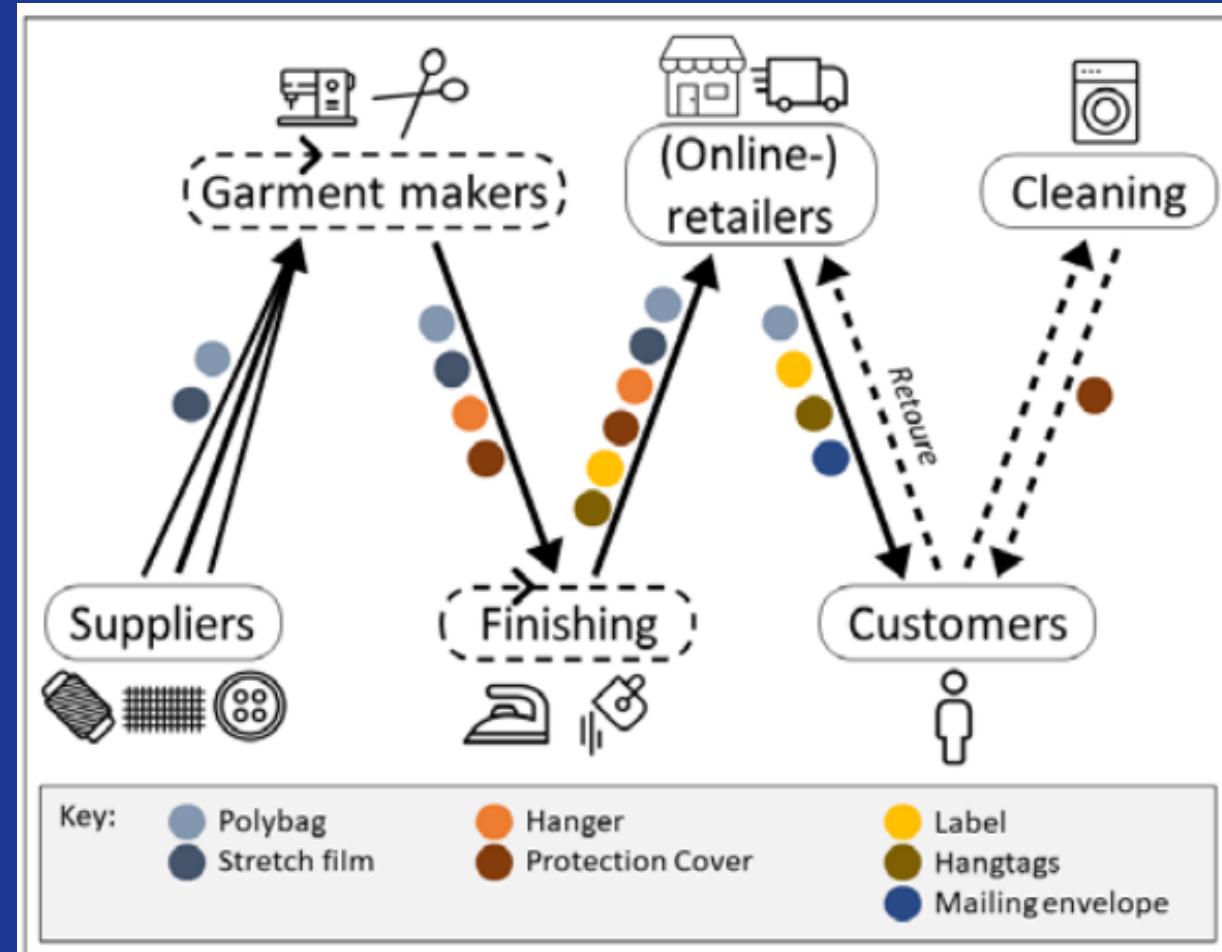 Garment makers
(Online-)
retailers
Cleaning
Retoure
Suppliers
Finishing
Customers
Key:
Polybag
Hanger
Label
Stretch film
Protection Cover
Hangtags
Mailing envelope